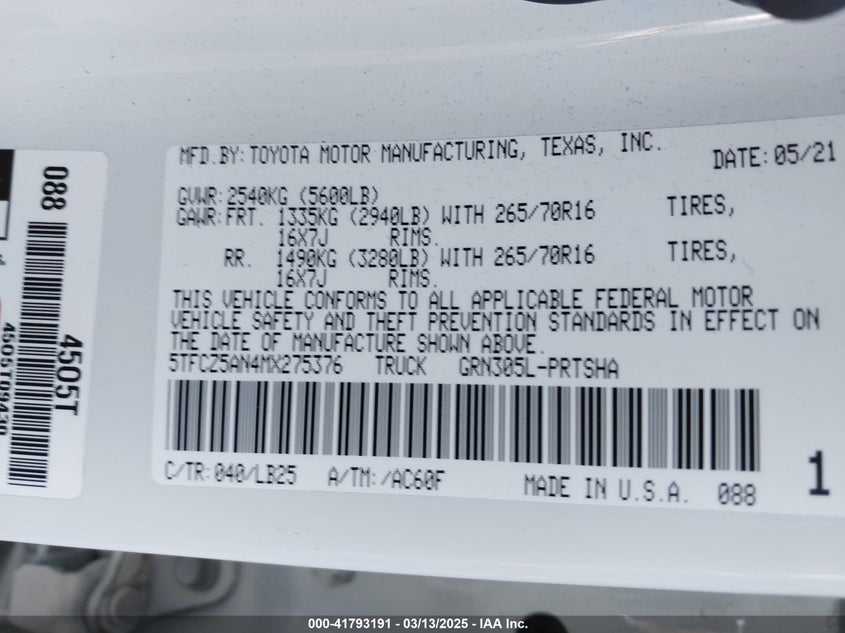 MFD.BY:TOYOTA MOTOR MANUFACTURING, TEXAS, INC. DATE:05/21
GVWR:2540KG (5600LB)
GAWR:FRT. 1335KG (2940LB) WITH 265/70R16 TIRES,
16X7J RIMS.
RR. 1490KG (3280LB) WITH 265/70R16 TIRES,
16X7J RIMS.
THIS VEHICLE CONFORMS TO ALL APPLICABLE FEDERAL MOTOR
VEHICLE SAFETY AND THEFT PREVENTION STANDARDS IN EFFECT ON
THE DATE OF MANUFACTURE SHOWN ABOVE.
5TFCZ5AN4MX275376 TRUCK GRN305L-PRTSHA
C/TR:040/LB25 A/TM:/AC60F MADE IN U.S.A. 088 1
088
4505T
4505T09430
000-41793191 - 03/13/2025 - IAA Inc.